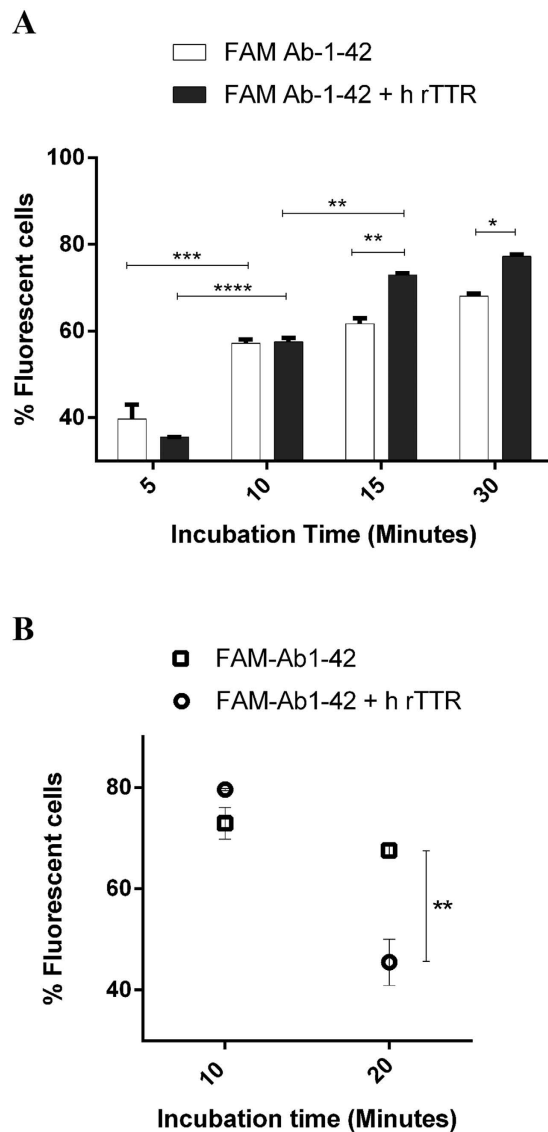 A
FAM Ab-1-42
FAM Ab-1-42 + h rTTR
% Fluorescent cells
100
80
60
40
**
**
*
***
****
5
10
15
30
Incubation Time (Minutes)
B
FAM-Ab1-42
FAM-Ab1-42 + h rTTR
% Fluorescent cells
80
60
40
**
10
20
Incubation time (Minutes)